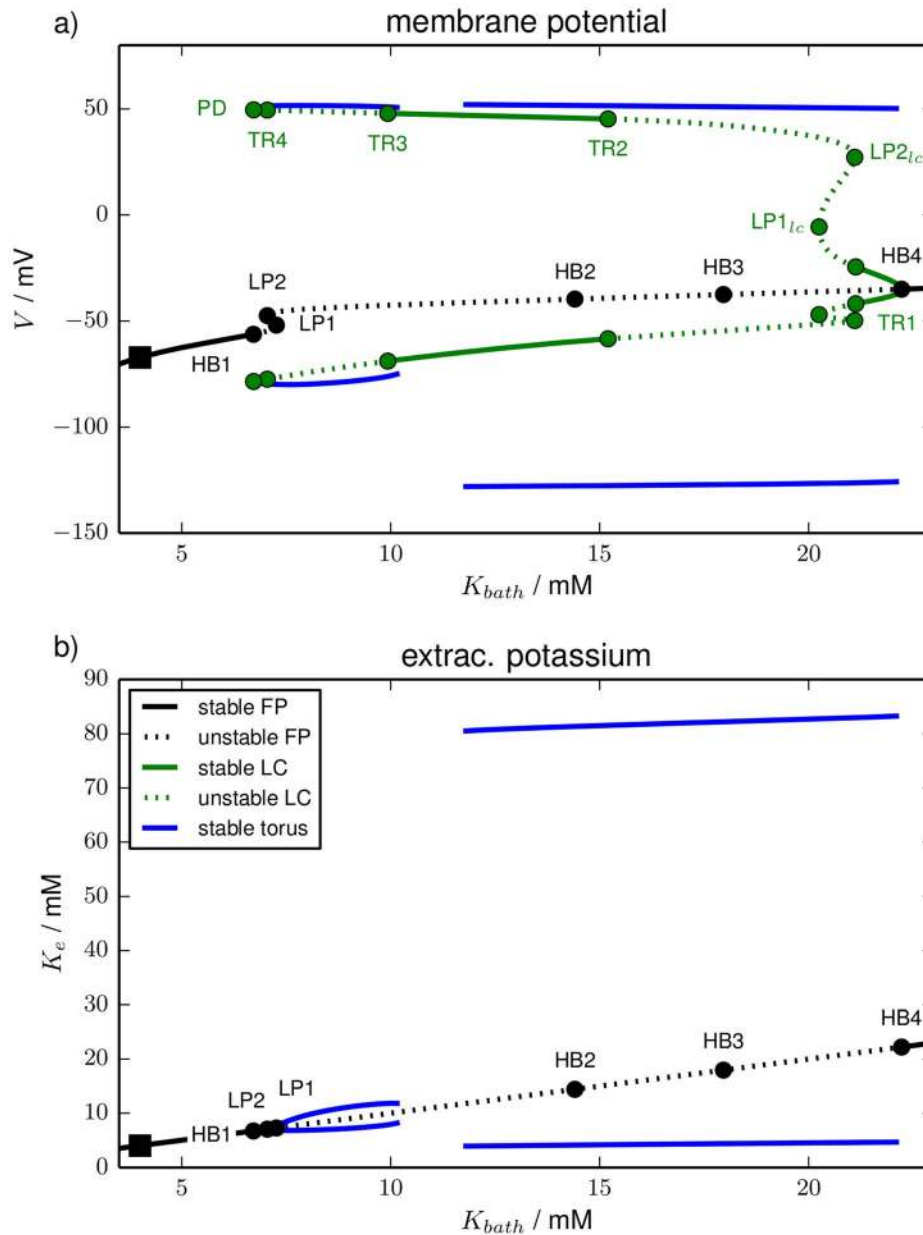 a)
membrane potential
50
0
−50
−100
−150
V / mV
PD
TR4
TR3
TR2
LP2lc
LP1lc
HB4
TR1
LP2
LP1
HB1
HB2
HB3
5
10
15
20
Kbath / mM
b)
extrac. potassium
90
80
70
60
50
40
30
20
10
0
Ke / mM
stable FP
unstable FP
stable LC
unstable LC
stable torus
HB4
HB3
HB2
LP1
LP2
HB1
5
10
15
20
Kbath / mM